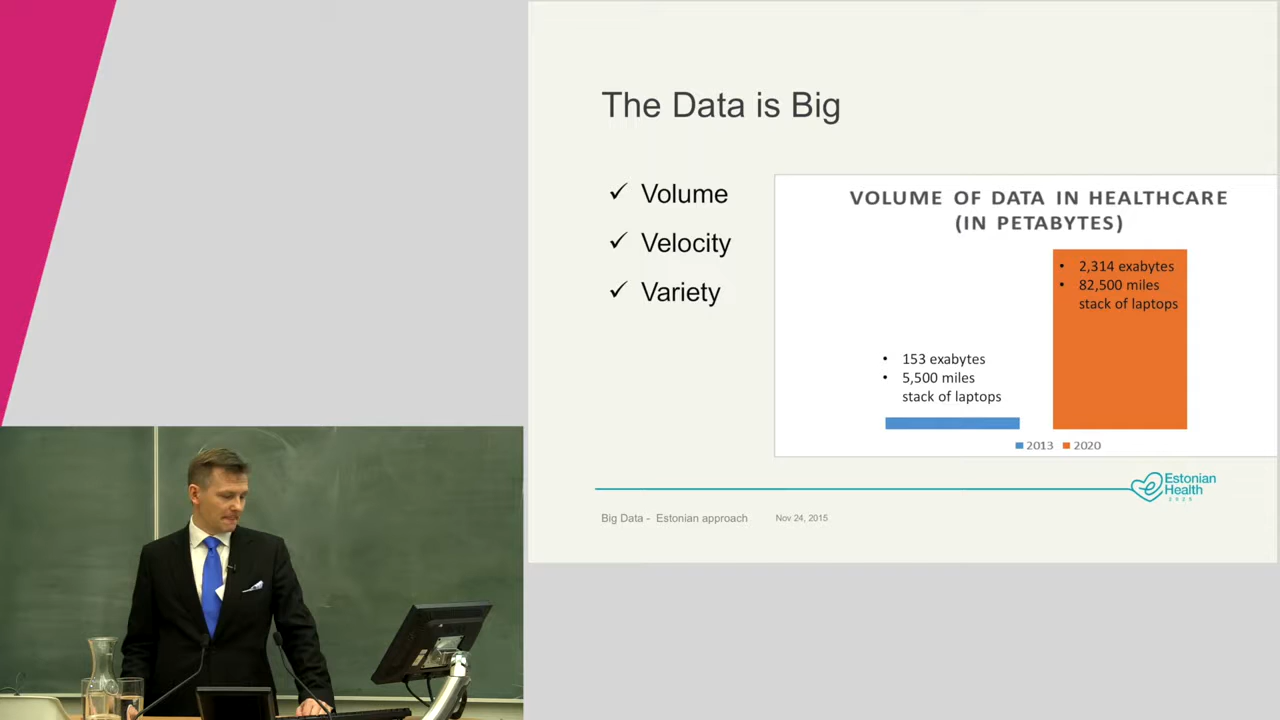 The Data is Big
✓ Volume
✓ Velocity
✓ Variety
VOLUME OF DATA IN HEALTHCARE
(IN PETABYTES)
• 2,314 exabytes
• 82,500 miles
stack of laptops
• 153 exabytes
• 5,500 miles
stack of laptops
2013 2020
Estonian
Health
2025
Big Data - Estonian approach Nov 24, 2015